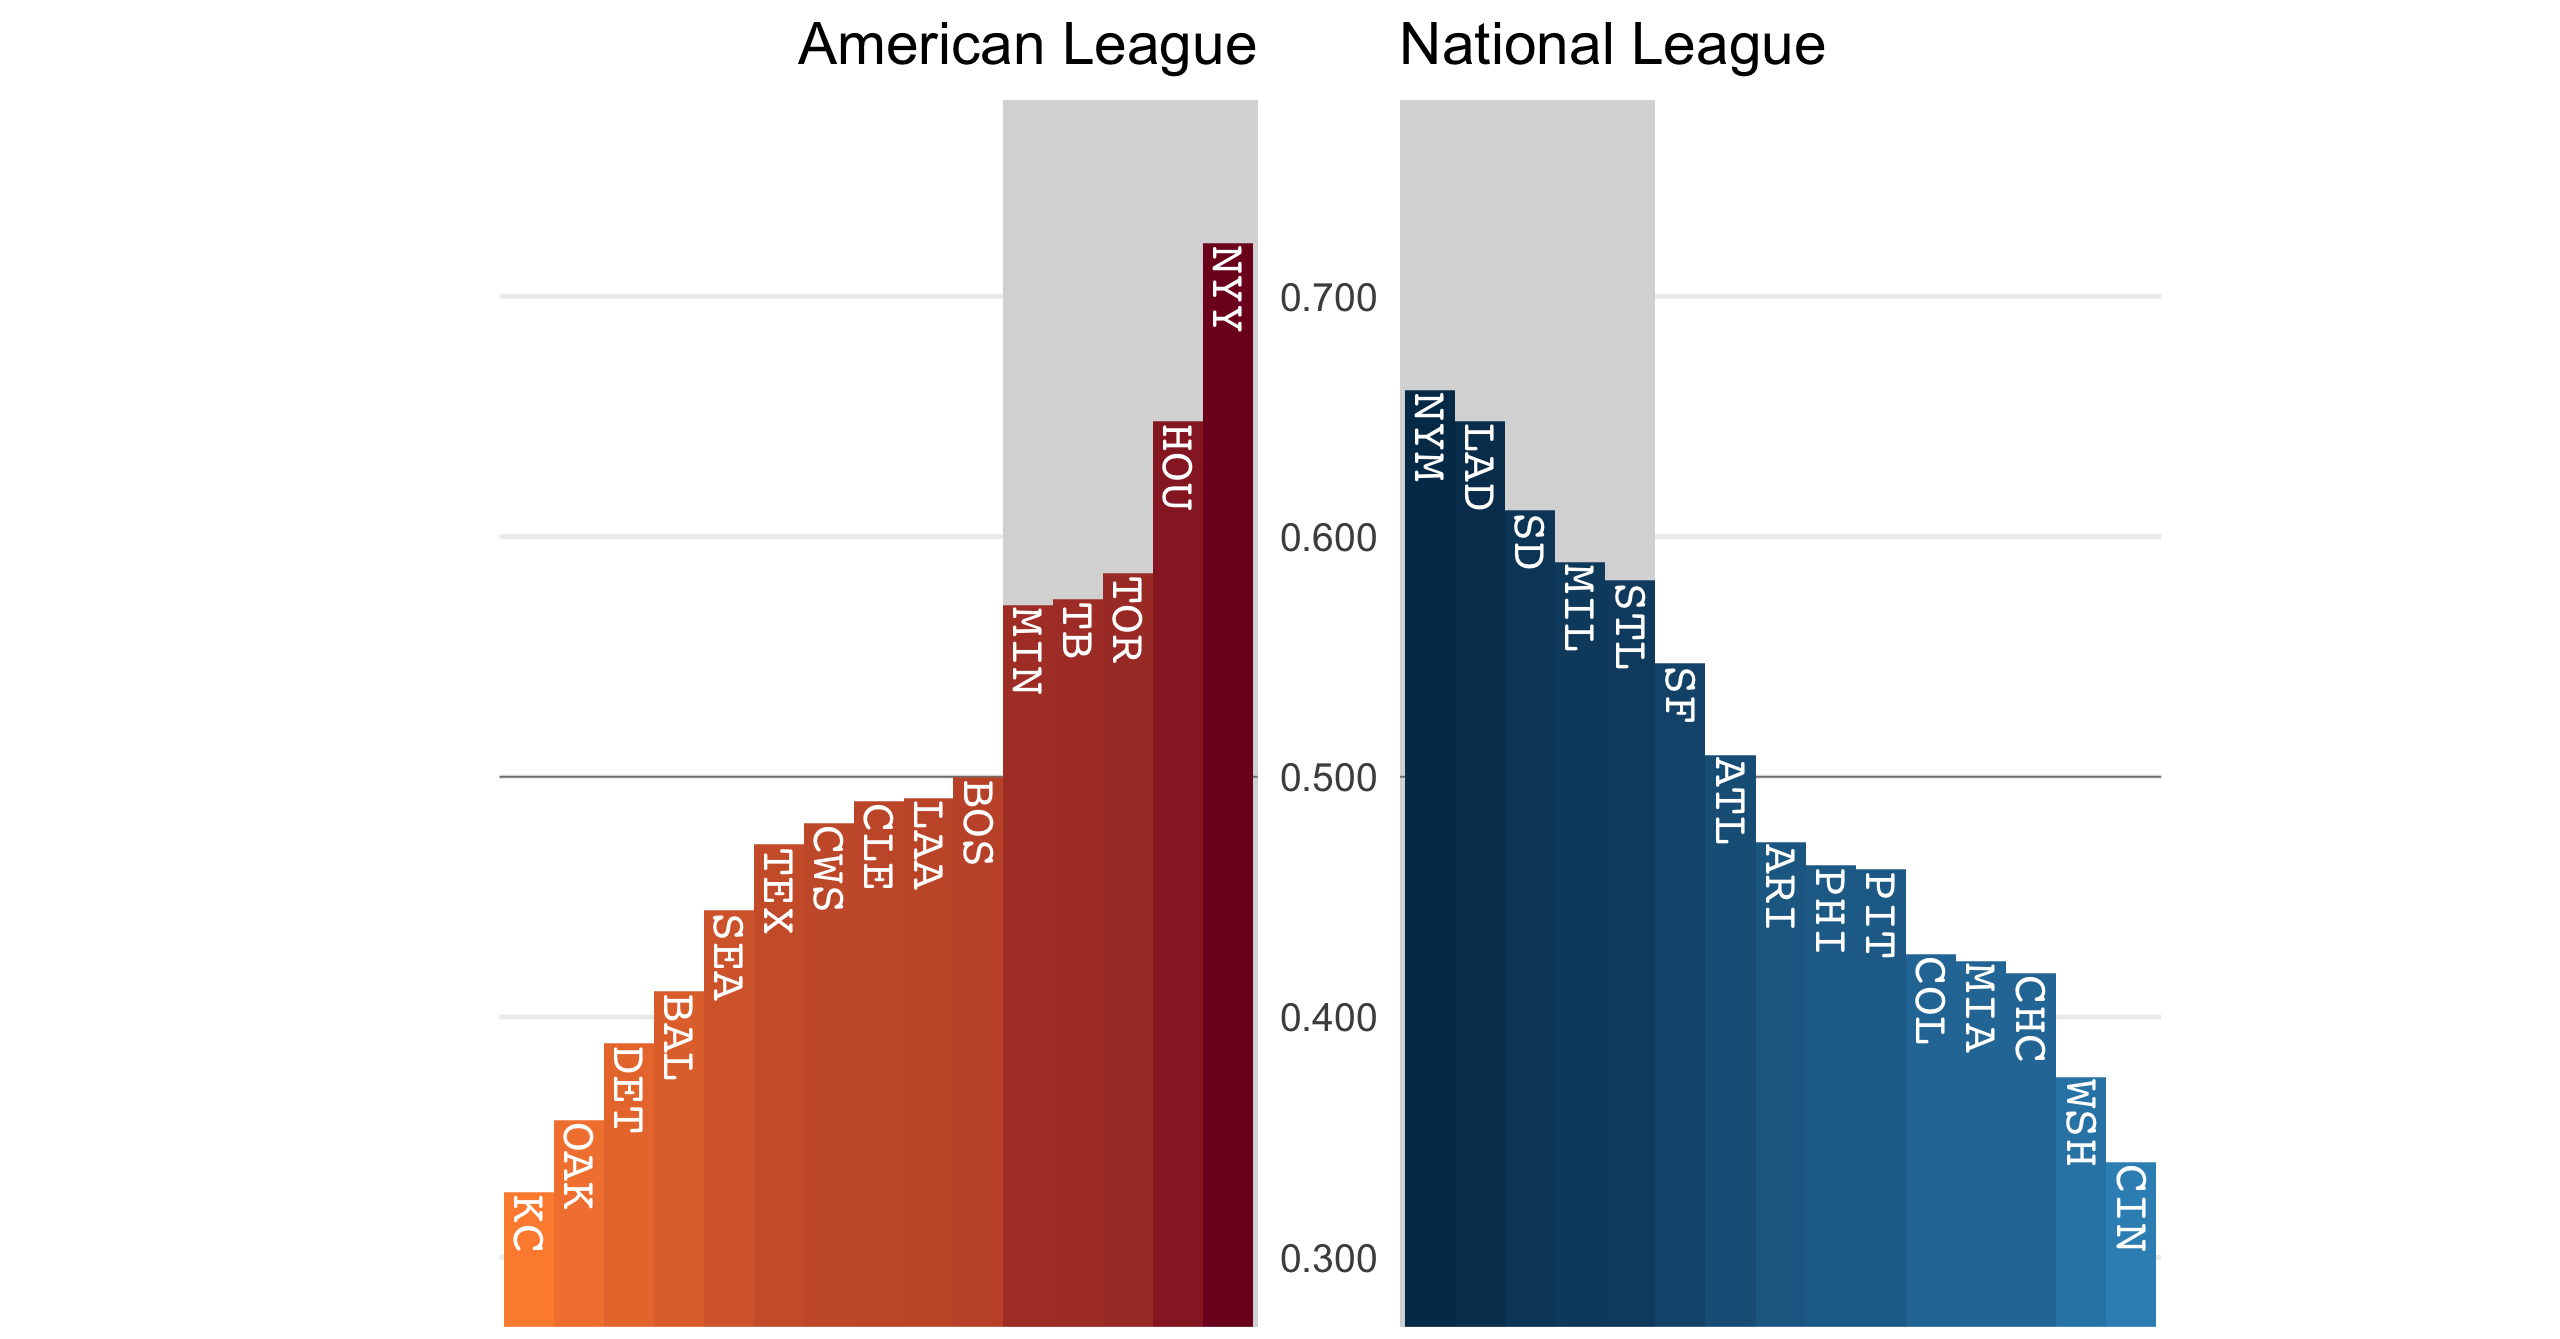 American League
National League
0.700
0.600
0.500
0.400
0.300
KC
OAK
DET
BAL
SEA
TEX
CWS
CLE
LAA
BOS
MIN
TB
TOR
HOU
NYY
NYM
LAD
SD
MIL
STL
SF
ATL
ARI
PHI
PIT
COL
MIA
CHC
WSH
CIN